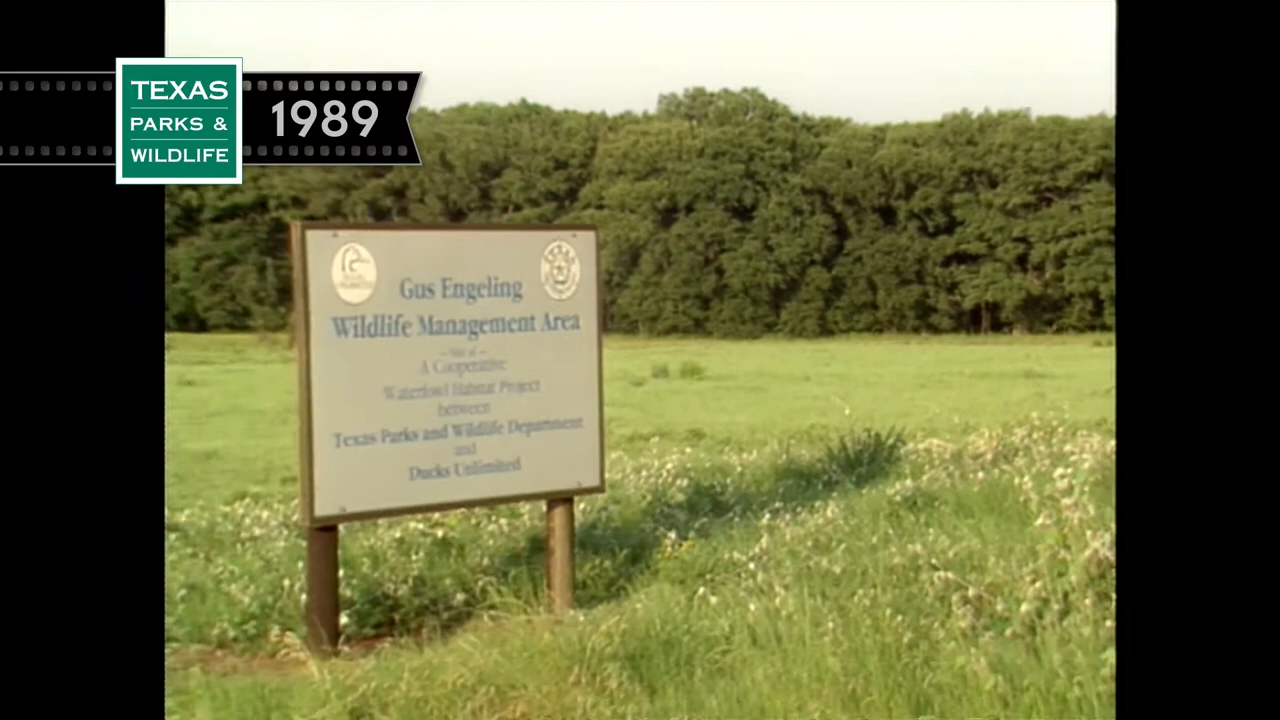 TEXAS
PARKS &
WILDLIFE
1989
Gus Engeling
Wildlife Management Area
A Cooperative
Waterfowl Habitat Project
between
Texas Parks and Wildlife Department
and
Ducks Unlimited